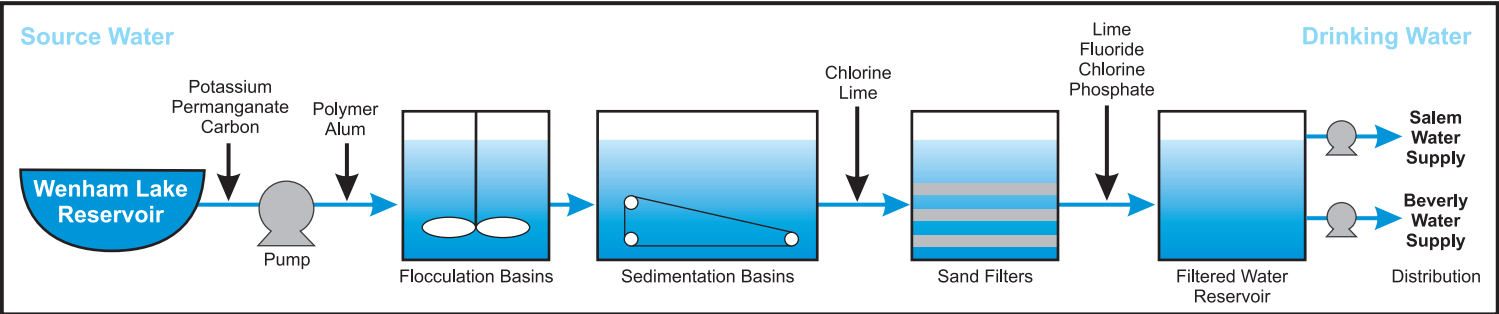 Source Water
Drinking Water
Potassium
Permanganate
Carbon
Polymer
Alum
Chlorine
Lime
Lime
Fluoride
Chlorine
Phosphate
Wenham Lake
Reservoir
Pump
Flocculation Basins
Sedimentation Basins
Sand Filters
Filtered Water
Reservoir
Salem
Water
Supply
Beverly
Water
Supply
Distribution